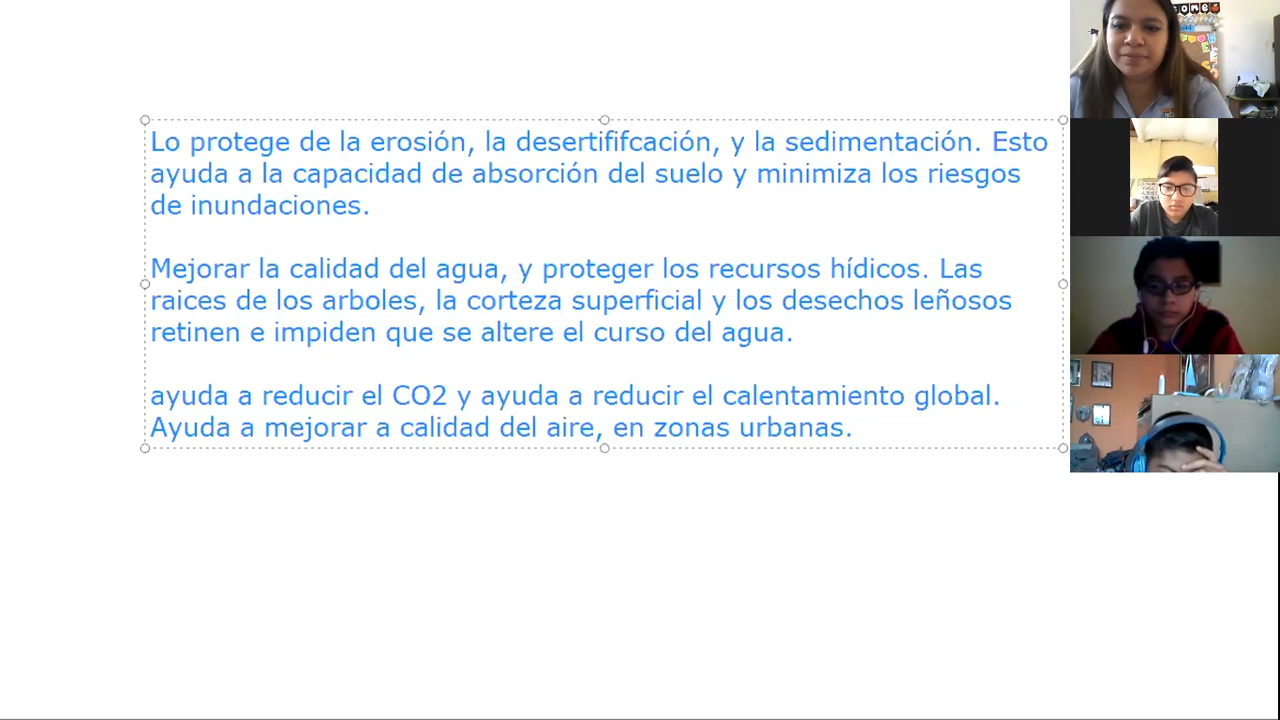 Lo protege de la erosión, la desertififcación, y la sedimentación. Esto
ayuda a la capacidad de absorción del suelo y minimiza los riesgos
de inundaciones.
Mejorar la calidad del agua, y proteger los recursos hídicos. Las
raices de los arboles, la corteza superficial y los desechos leñosos
retinen e impiden que se altere el curso del agua.
ayuda a reducir el CO2 y ayuda a reducir el calentamiento global.
Ayuda a mejorar a calidad del aire, en zonas urbanas.